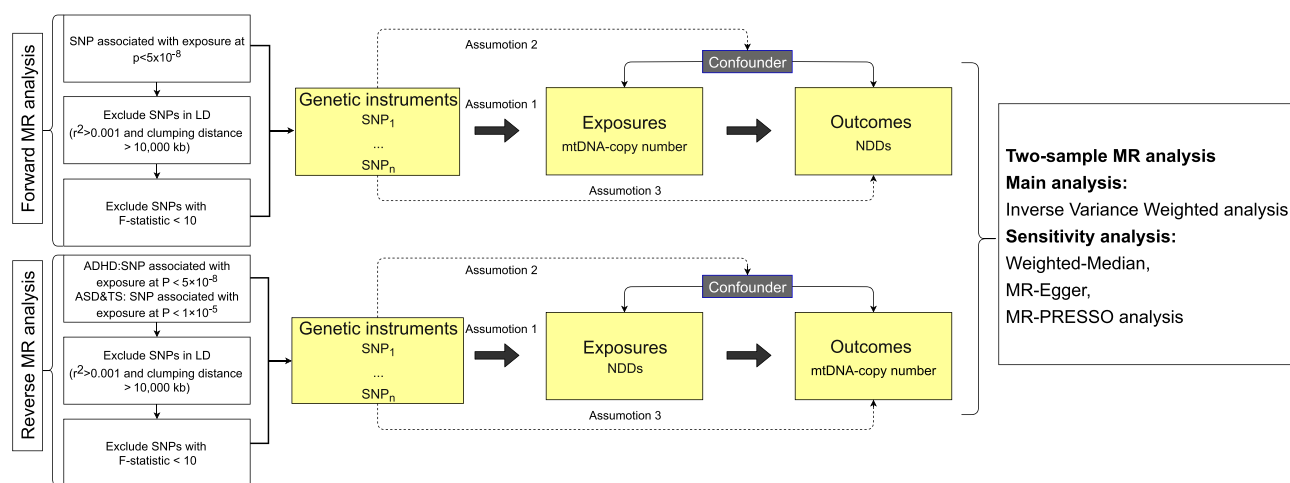 Forward MR analysis
SNP associated with exposure at
p<5x10⁻⁸
Exclude SNPs in LD
(r²>0.001 and clumping distance
> 10,000 kb)
Exclude SNPs with
F-statistic < 10
Genetic instruments
SNP₁
...
SNPₙ
Assumotion 2
Assumption 1
Assumotion 3
Confounder
Exposures
mtDNA-copy number
Outcomes
NDDs
Reverse MR analysis
ADHD:SNP associated with
exposure at P < 5×10⁻⁸
ASD&TS: SNP associated with
exposure at P < 1×10⁻⁵
Exclude SNPs in LD
(r²>0.001 and clumping distance
> 10,000 kb)
Exclude SNPs with
F-statistic < 10
Genetic instruments
SNP₁
...
SNPₙ
Assumotion 2
Assumption 1
Assumotion 3
Confounder
Exposures
NDDs
Outcomes
mtDNA-copy number
Two-sample MR analysis
Main analysis:
Inverse Variance Weighted analysis
Sensitivity analysis:
Weighted-Median,
MR-Egger,
MR-PRESSO analysis